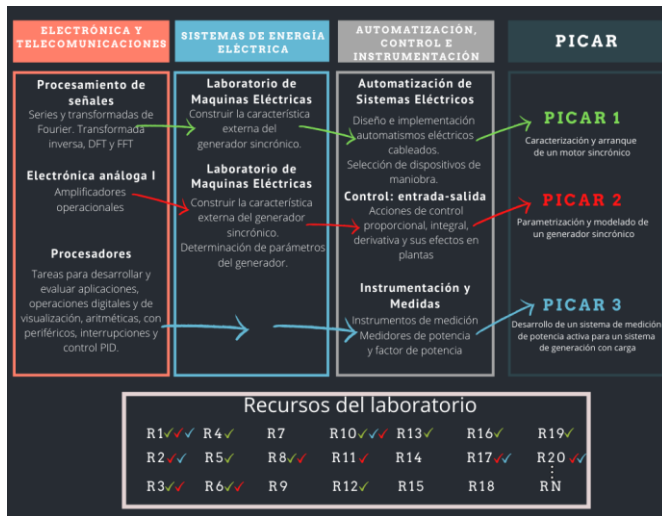 ELECTRÓNICA Y
TELECOMUNICACIONES
SISTEMAS DE ENERGÍA
ELÉCTRICA
AUTOMATIZACIÓN,
CONTROL E
INSTRUMENTACIÓN
PICAR
Procesamiento de
señales
Series y transformadas de
Fourier. Transformada
inversa, DFT y FFT
Electrónica análoga I
Amplificadores
operacionales
Procesadores
Tareas para desarrollar y
evaluar aplicaciones,
operaciones digitales y de
visualización, aritméticas, con
periféricos, interrupciones y
control PID.
Laboratorio de
Maquinas Eléctricas
Construir la característica
externa del
generador sincrónico.
Laboratorio de
Maquinas Eléctricas
Construir la característica
externa del generador
sincrónico.
Determinación de parámetros
del generador.
Automatización de
Sistemas Eléctricos
Diseño e implementación
automatismos eléctricos
cableados.
Selección de dispositivos de
maniobra.
Control: entrada-salida
Acciones de control
proporcional, integral,
derivativa y sus efectos en
plantas
Instrumentación y
Medidas
Instrumentos de medición
Medidores de potencia
y factor de potencia
PICAR 1
Caracterización y arranque
de un motor sincrónico
PICAR 2
Parametrización y modelado de
un generador sincrónico
PICAR 3
Desarrollo de un sistema de medición
de potencia activa para un sistema
de generación con carga
Recursos del laboratorio
R1✓✓✓ R4✓ R7 R10✓✓✓ R13✓ R16✓ R19✓
R2✓✓ R5✓ R8✓✓ R11✓ R14 R17✓✓ R20✓✓
R3✓✓ R6✓✓ R9 R12✓ R15 R18 RN